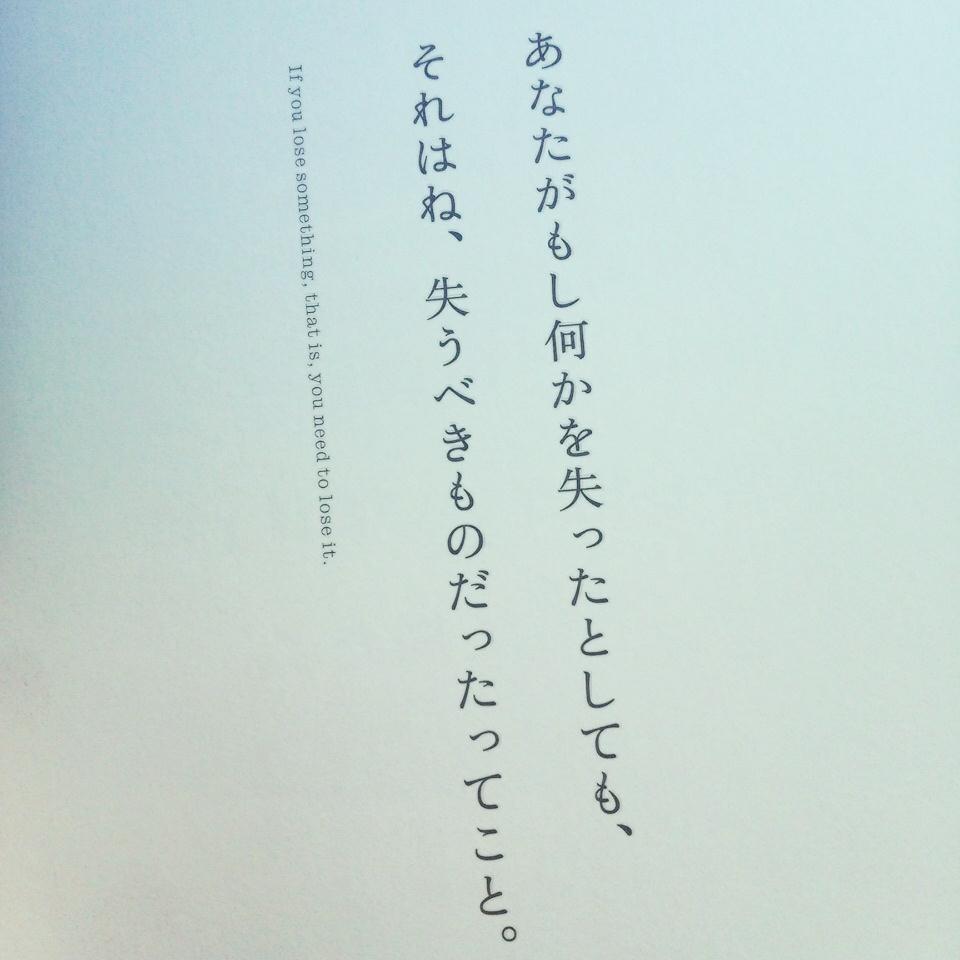 あなたがもし何かを失ったとしても、
それはね、失うべきものだったってこと。
If you lose something, that is, you need to lose it.